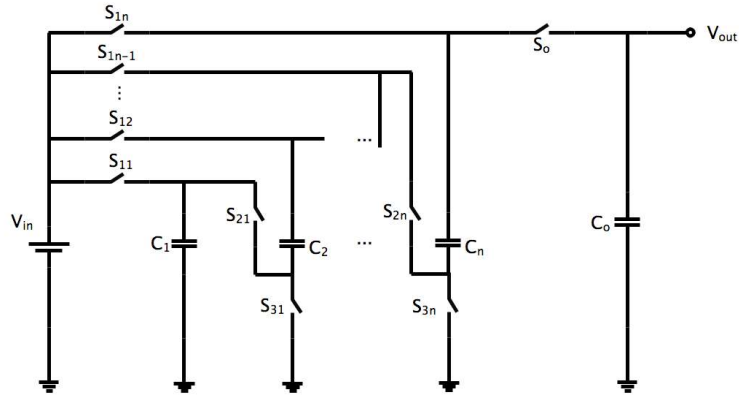 S₁ₙ
Sₒ
Vₒᵤₜ
S₁ₙ₋₁
⋮
S₁₂
...
S₁₁
Vᵢₙ
S₂₁
S₂ₙ
C₁
C₂
...
Cₙ
Cₒ
S₃₁
S₃ₙ